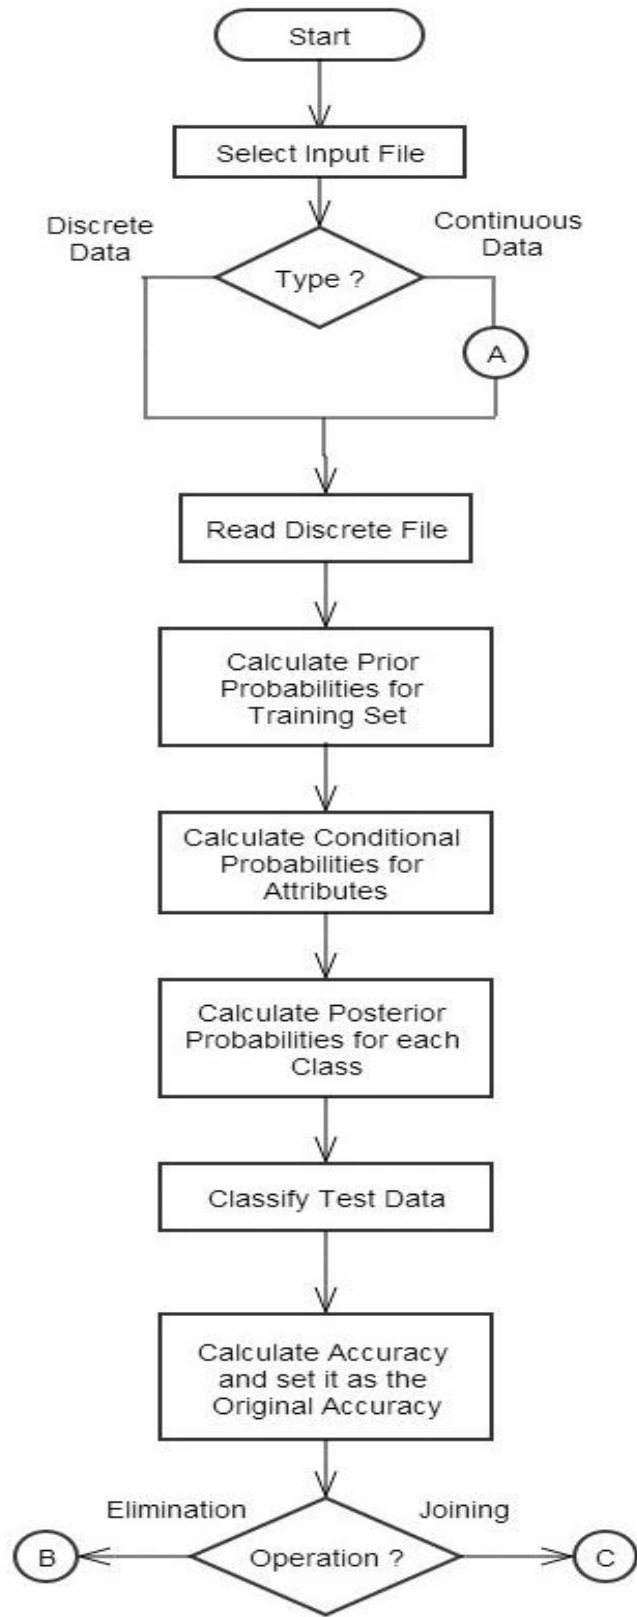 Start
Select Input File
Discrete
Data
Continuous
Data
Type ?
A
Read Discrete File
Calculate Prior
Probabilities for
Training Set
Calculate Conditional
Probabilities for
Attributes
Calculate Posterior
Probabilities for each
Class
Classify Test Data
Calculate Accuracy
and set it as the
Original Accuracy
Elimination
Joining
B
Operation ?
C